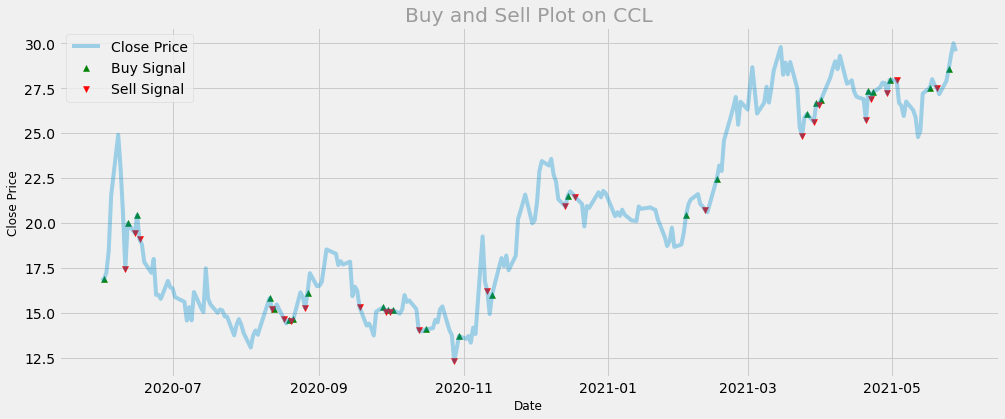 Buy and Sell Plot on CCL
Close Price
Buy Signal
Sell Signal
30.0
27.5
25.0
22.5
20.0
17.5
15.0
12.5
Close Price
2020-07
2020-09
2020-11
2021-01
2021-03
2021-05
Date